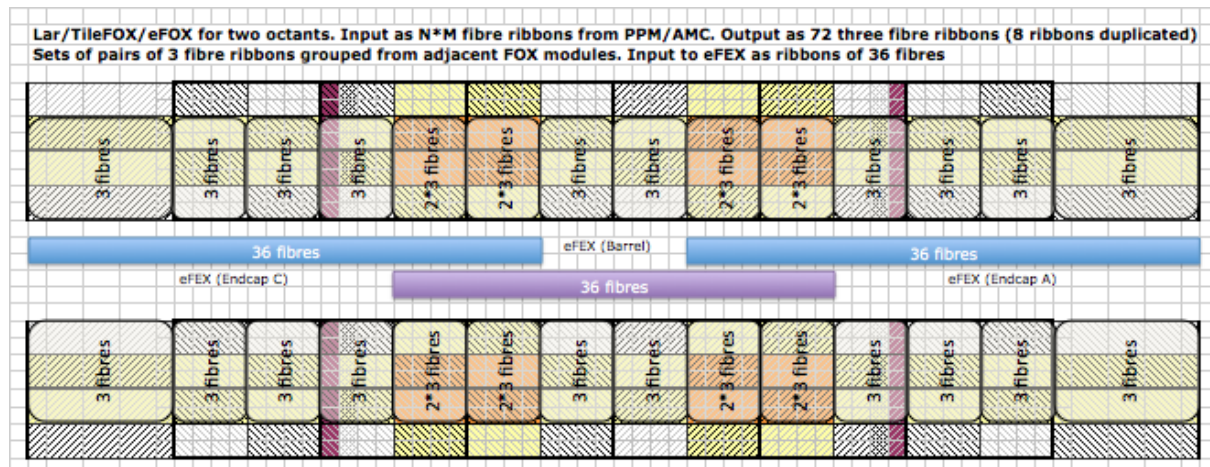 Lar/TileFOX/eFOX for two octants. Input as N*M fibre ribbons from PPM/AMC. Output as 72 three fibre ribbons (8 ribbons duplicated)
Sets of pairs of 3 fibre ribbons grouped from adjacent FOX modules. Input to eFEX as ribbons of 36 fibres
3 fibres
3 fibres
3 fibres
3 fibres
2*3 fibres
2*3 fibres
3 fibres
3 fibres
2*3 fibres
2*3 fibres
3 fibres
3 fibres
3 fibres
3 fibres
36 fibres
eFEX (Barrel)
36 fibres
eFEX (Endcap C)
36 fibres
eFEX (Endcap A)
3 fibres
3 fibres
3 fibres
3 fibres
2*3 fibres
2*3 fibres
3 fibres
3 fibres
2*3 fibres
2*3 fibres
3 fibres
3 fibres
3 fibres
3 fibres